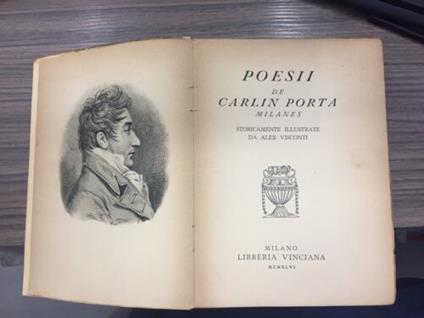 POESII
DE
CARLIN PORTA
MILANES
STORICAMENTE ILLUSTRATE
DA ALEX VISCONTI
MILANO
LIBRERIA VINCIANA
MCMXLVI